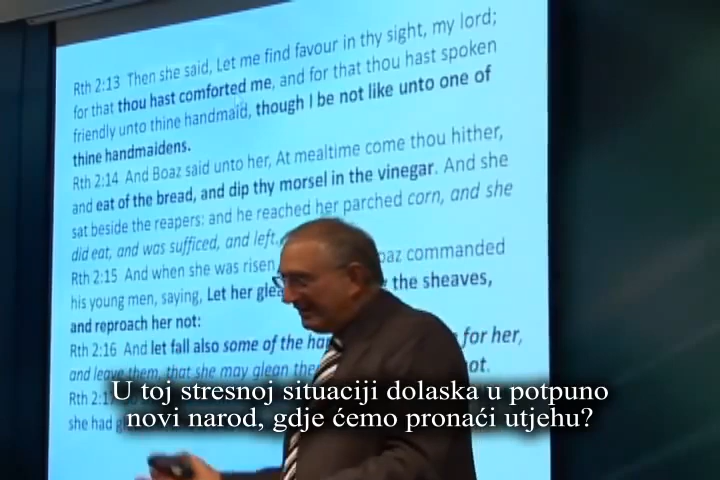 Rth 2:13 Then she said, Let me find favour in thy sight, my lord;
for that thou hast comforted me, and for that thou hast spoken
friendly unto thine handmaid, though I be not like unto one of
thine handmaidens.
Rth 2:14 And Boaz said unto her, At mealtime come thou hither,
and eat of the bread, and dip thy morsel in the vinegar. And she
sat beside the reapers: and he reached her parched corn, and she
did eat, and was sufficed, and left.
Rth 2:15 And when she was risen commanded
his young men, saying, Let her the sheaves,
and reproach her not:
Rth 2:16 And let fall also some of the for her,
and leave them, that she may glean
U toj stresnoj situaciji dolaska u potpuno
novi narod, gdje ćemo pronaći utjehu?
she had